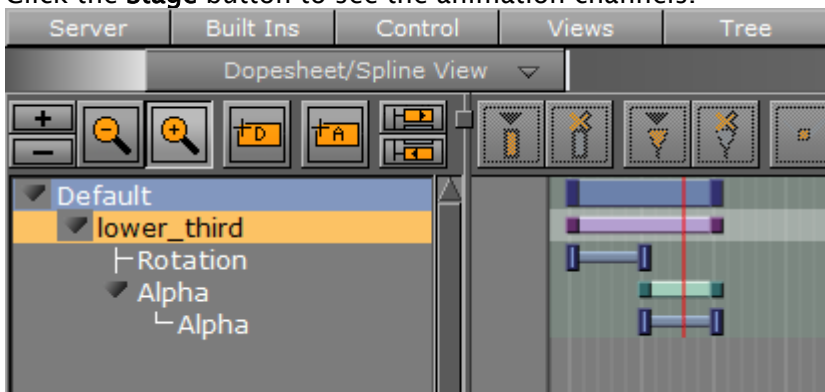 Click the Stage button to see the animation channels.
Server Built Ins Control Views Tree
Dopesheet/Spline View
D A
Default
lower_third
Rotation
Alpha
Alpha